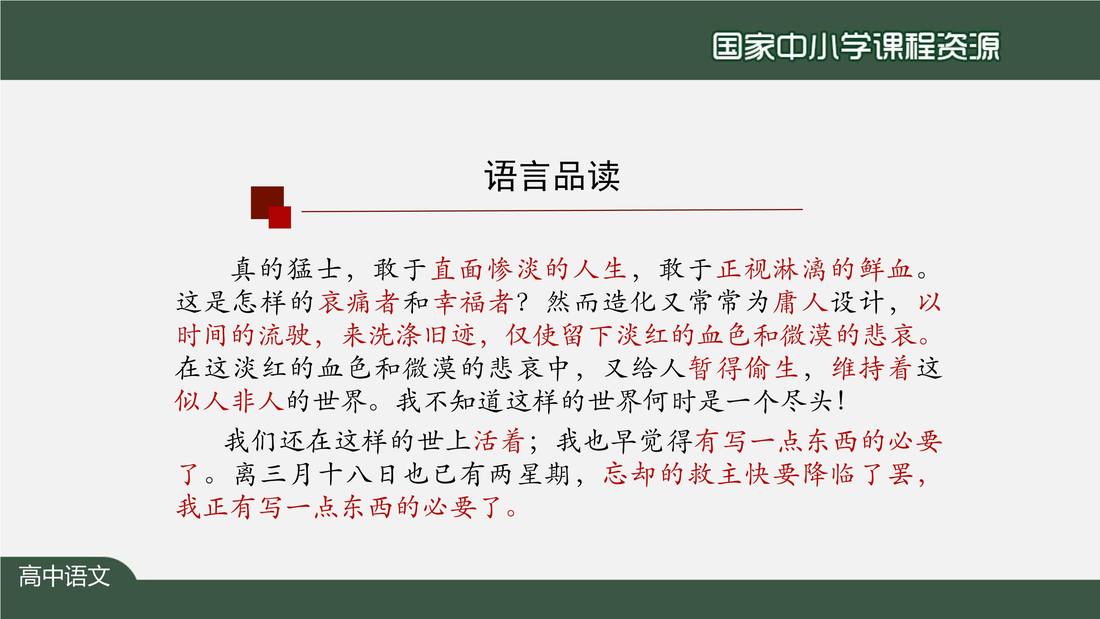 国家中小学课程资源
语言品读
真的猛士，敢于直面惨淡的人生，敢于正视淋漓的鲜血。
这是怎样的哀痛者和幸福者？然而造化又常常为庸人设计，以
时间的流驶，来洗涤旧迹，仅使留下淡红的血色和微漠的悲哀。
在这淡红的血色和微漠的悲哀中，又给人暂得偷生，维持着这
似人非人的世界。我不知道这样的世界何时是一个尽头！
我们还在这样的世上活着；我也早觉得有写一点东西的必要
了。离三月十八日也已有两星期，忘却的救主快要降临了罢，
我正有写一点东西的必要了。
高中语文